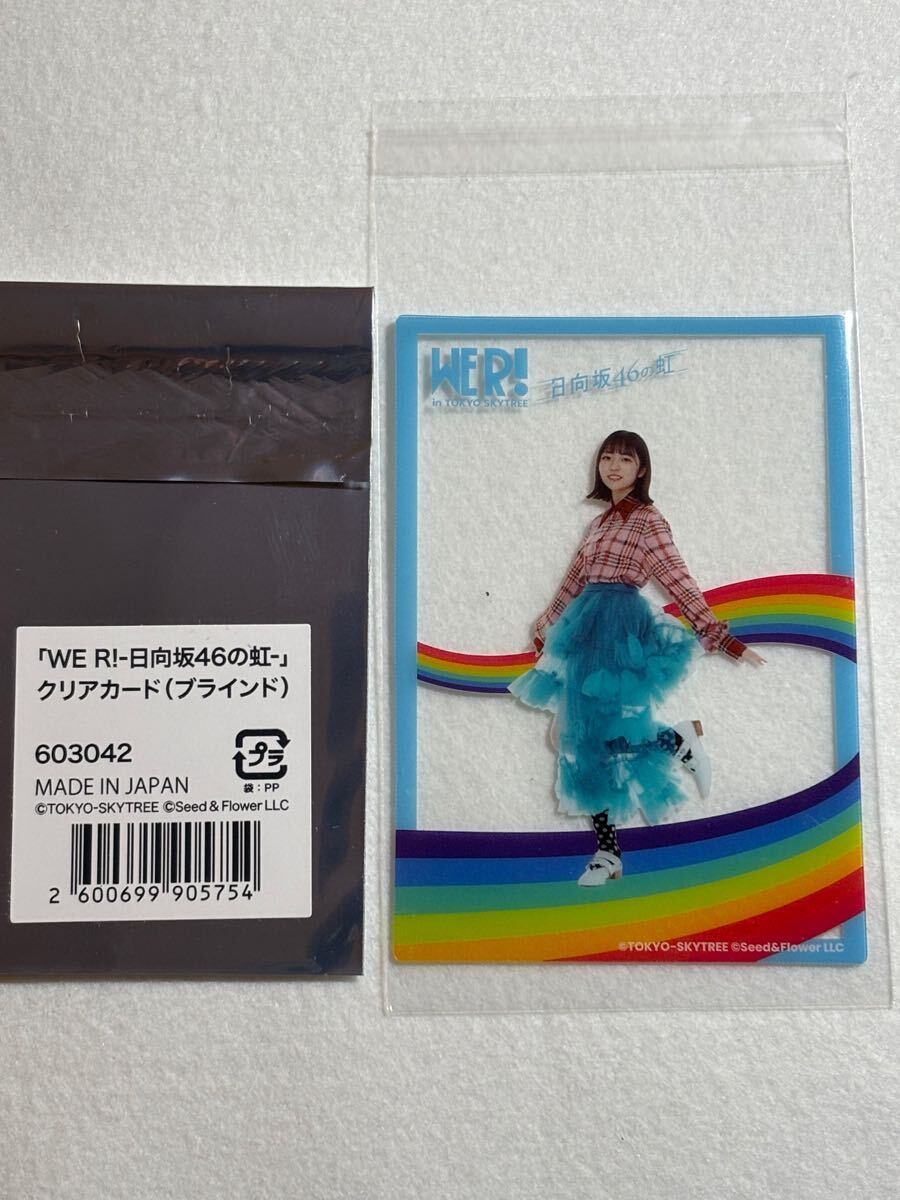 「WE R!-日向坂46の虹-」
クリアカード(ブラインド)
603042
プラ
袋：PP
MADE IN JAPAN
©TOKYO-SKYTREE ©Seed & Flower LLC
2 600699 905754
WE R!
in TOKYO SKYTREE
日向坂46の虹
©TOKYO-SKYTREE ©Seed&Flower LLC